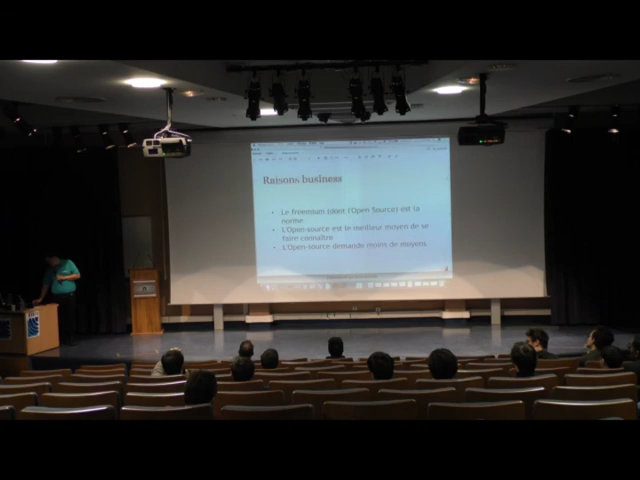 Raisons business
• Le freemium (dont l'Open Source) est la
norme
• L'Open-source est le meilleur moyen de se
faire connaître
• L'Open-source demande moins de moyens